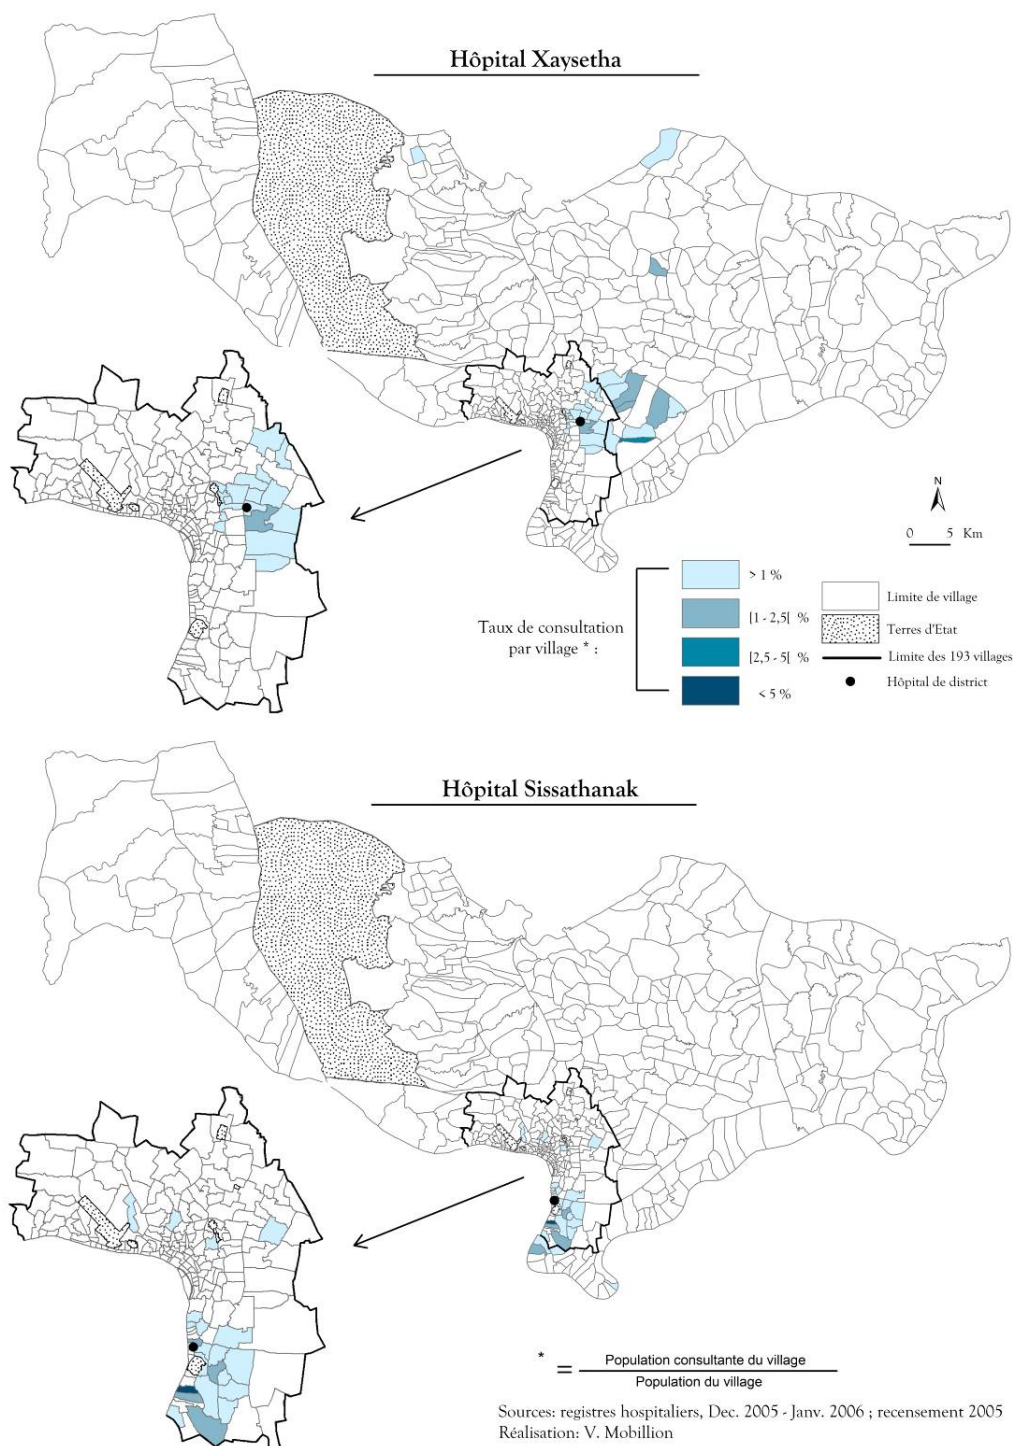 Hôpital Xaysetha
N
0 5 Km
Taux de consultation
par village * :
> 1 %
[1 - 2,5[ %
[2,5 - 5[ %
< 5 %
Limite de village
Terres d'Etat
Limite des 193 villages
Hôpital de district
Hôpital Sissathanak
* = Population consultante du village
Population du village
Sources: registres hospitaliers, Dec. 2005 - Janv. 2006 ; recensement 2005
Réalisation: V. Mobillion